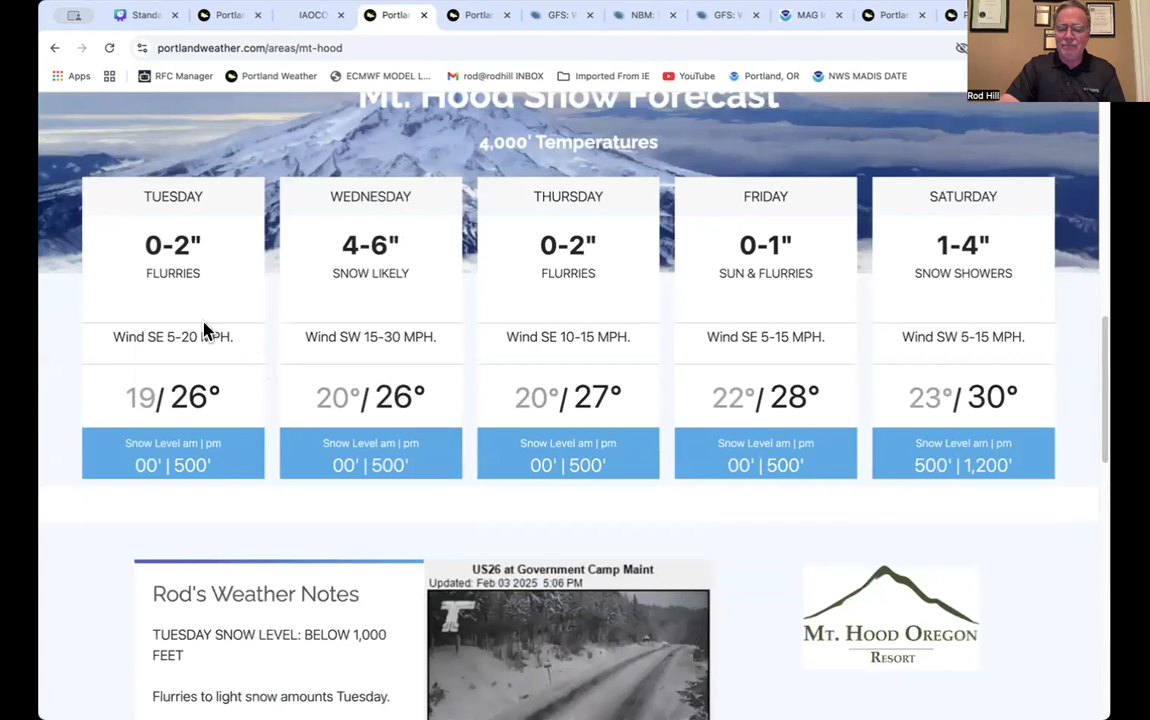 Standa
Portlan
IAOCO
Portlar
Portla
GFS: W
NBM:
GFS: W
MAG
Portlan
portlandweather.com/areas/mt-hood
Apps
RFC Manager
Portland Weather
ECMWF MODEL L...
rod@rodhill INBOX
Imported From IE
YouTube
Portland, OR
NWS MADIS DATE
Rod Hill
Mt. Hood Snow Forecast
4,000' Temperatures
TUESDAY
0-2"
FLURRIES
Wind SE 5-20 MPH.
19/ 26°
Snow Level am | pm
00' | 500'
WEDNESDAY
4-6"
SNOW LIKELY
Wind SW 15-30 MPH.
20°/ 26°
Snow Level am | pm
00' | 500'
THURSDAY
0-2"
FLURRIES
Wind SE 10-15 MPH.
20°/ 27°
Snow Level am | pm
00' | 500'
FRIDAY
0-1"
SUN & FLURRIES
Wind SE 5-15 MPH.
22°/ 28°
Snow Level am | pm
00' | 500'
SATURDAY
1-4"
SNOW SHOWERS
Wind SW 5-15 MPH.
23°/ 30°
Snow Level am | pm
500' | 1,200'
Rod's Weather Notes
TUESDAY SNOW LEVEL: BELOW 1,000
FEET
Flurries to light snow amounts Tuesday.
US26 at Government Camp Maint
Updated: Feb 03 2025 5:06 PM
MT. HOOD OREGON
RESORT